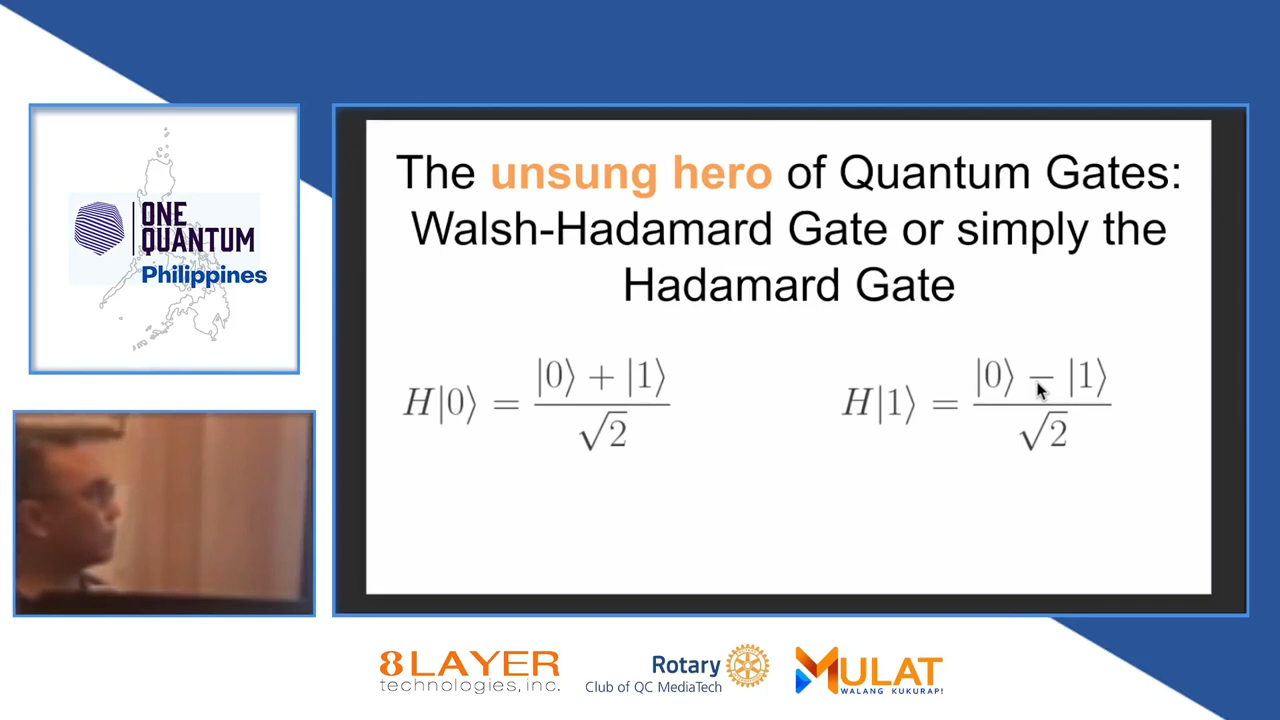 ONE
QUANTUM
Philippines
The unsung hero of Quantum Gates:
Walsh-Hadamard Gate or simply the
Hadamard Gate
H|0⟩ = (|0⟩ + |1⟩)/√2
H|1⟩ = (|0⟩ − |1⟩)/√2
8LAYER
technologies, inc.
Rotary
Club of QC MediaTech
MULAT
WALANG KUKURAP!